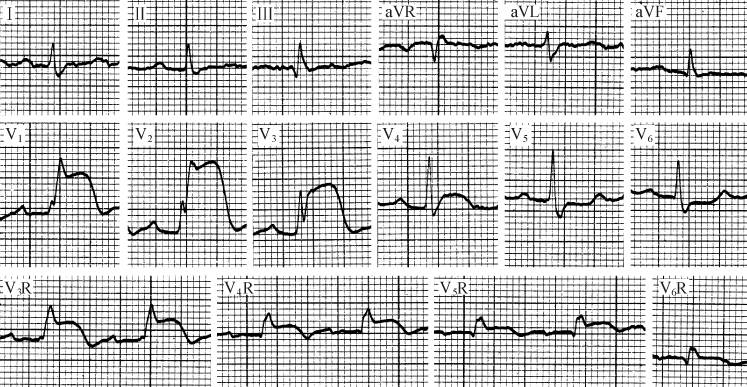 I II III aVR aVL aVF
V₁ V₂ V₃ V₄ V₅ V₆
V₃R V₄R V₅R V₆R